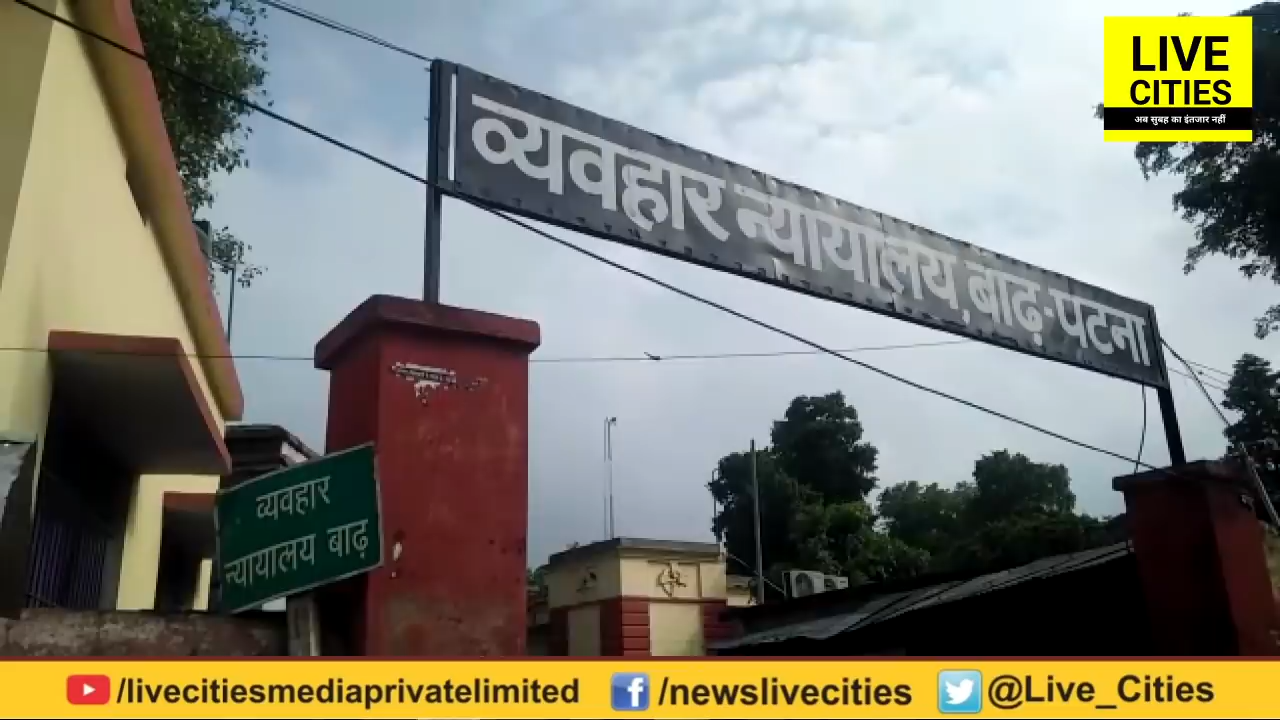 LIVE
CITIES
अब सुबह का इंतजार नहीं
व्यवहार न्यायालय, बाढ़-पटना
व्यवहार
न्यायालय बाढ़
/livecitiesmediaprivatelimited
/newslivecities
@Live_Cities